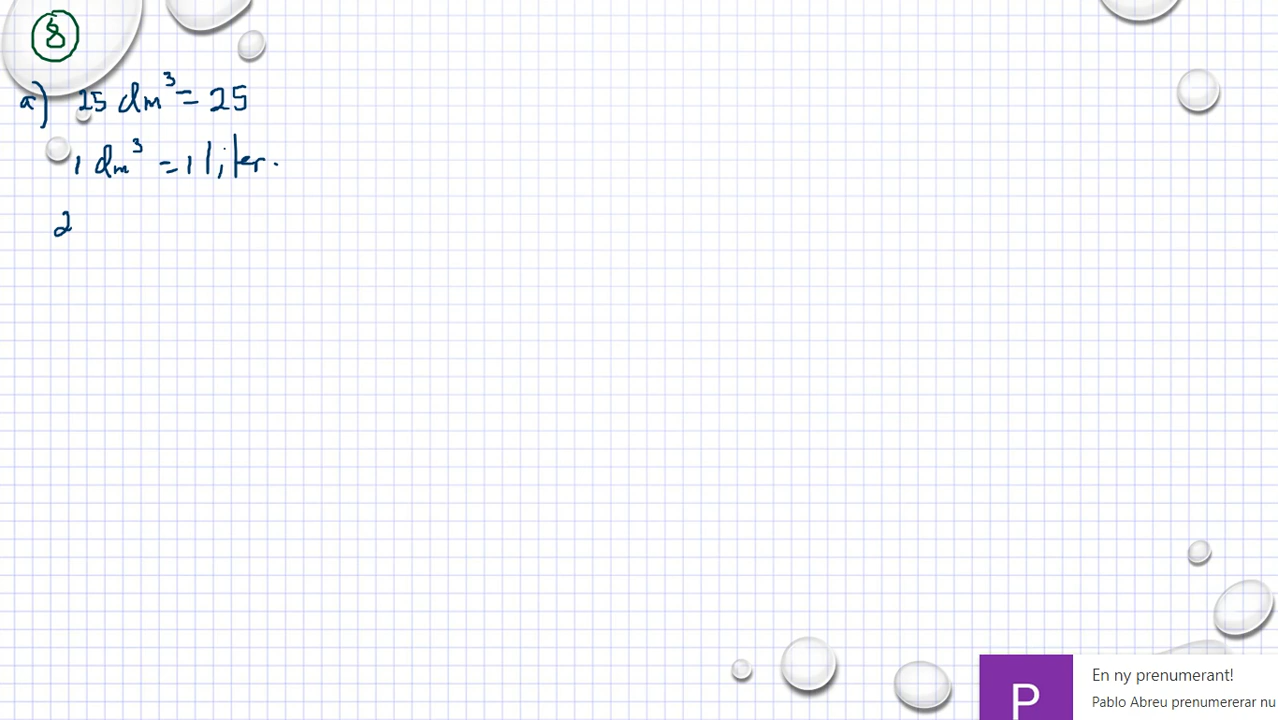 8
a) 25 dm³ = 25
1 dm³ = 1 liter.
2
En ny prenumerant!
P
Pablo Abreu prenumererar nu